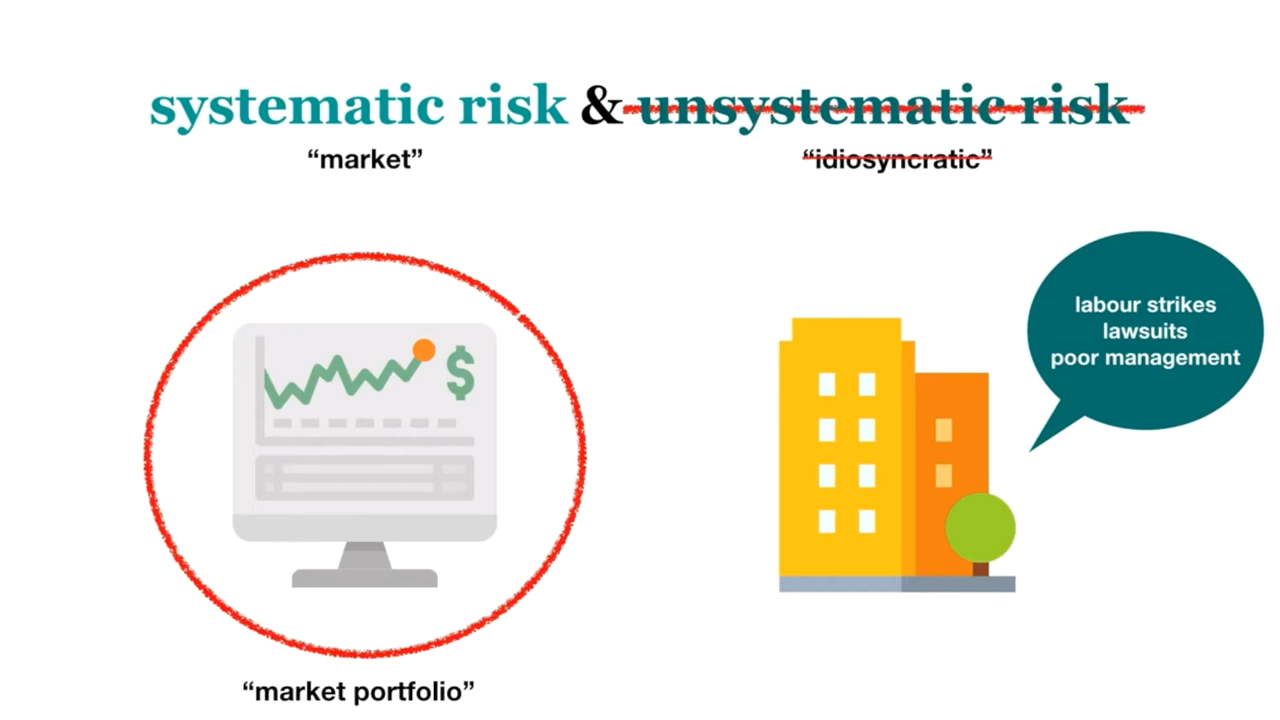 systematic risk & unsystematic risk
“market”
“idiosyncratic”
labour strikes
lawsuits
poor management
$
“market portfolio”